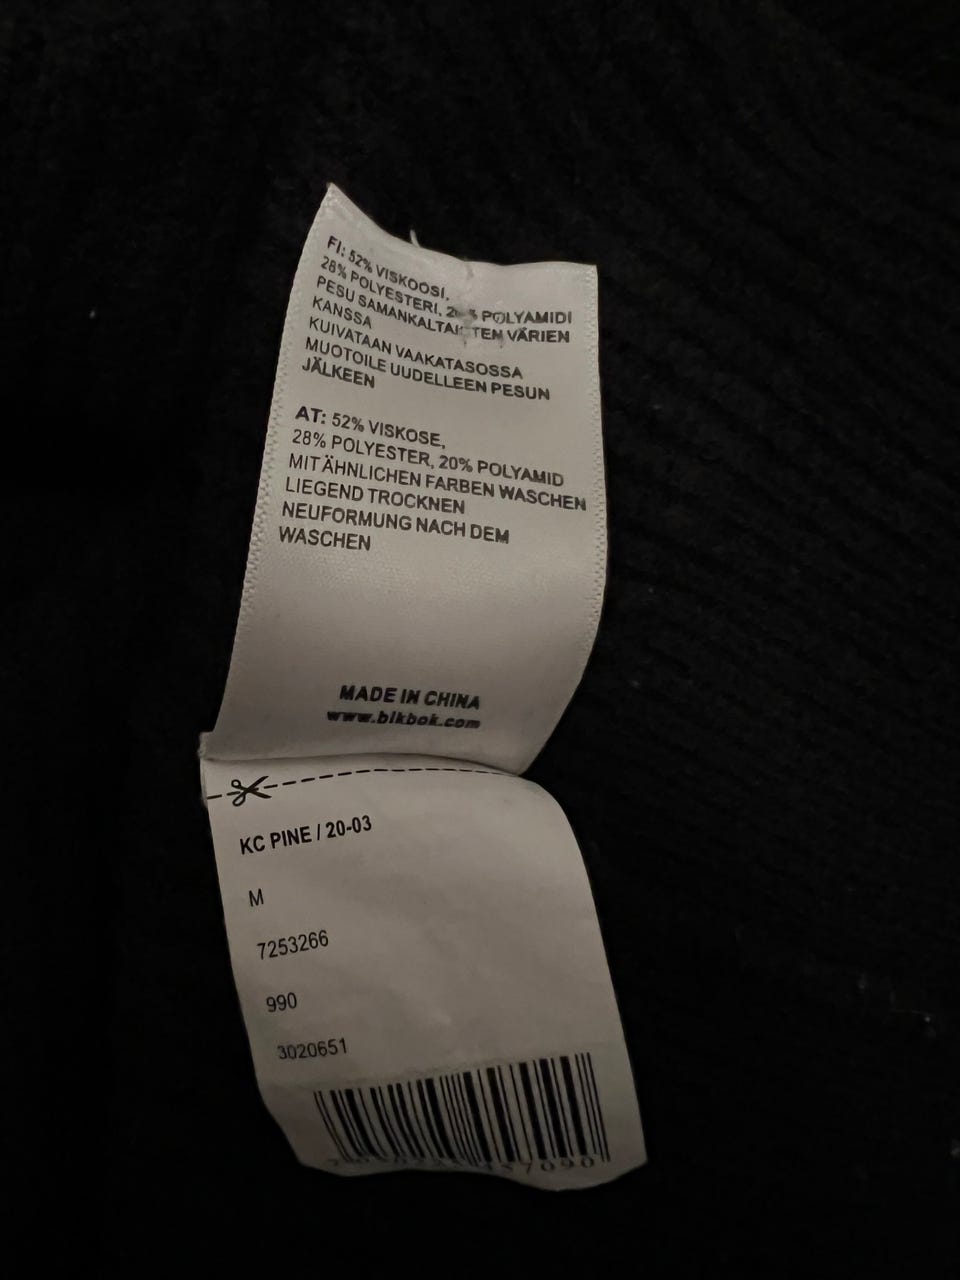 FI: 52% VISKOOSI,
28% POLYESTERI, % POLYAMIDI
PESU VÄRIEN
KANSSA
KUIVATAAN VAAKATASOSSA
MUOTOILE UUDELLEEN PESUN
JÄLKEEN
AT: 52% VISKOSE,
28% POLYESTER, 20% POLYAMID
MIT ÄHNLICHEN FARBEN WASCHEN
LIEGEND TROCKNEN
NEUFORMUNG NACH DEM
WASCHEN
MADE IN CHINA
www.bikbok.com
KC PINE / 20-03
M
7253266
990
3020651